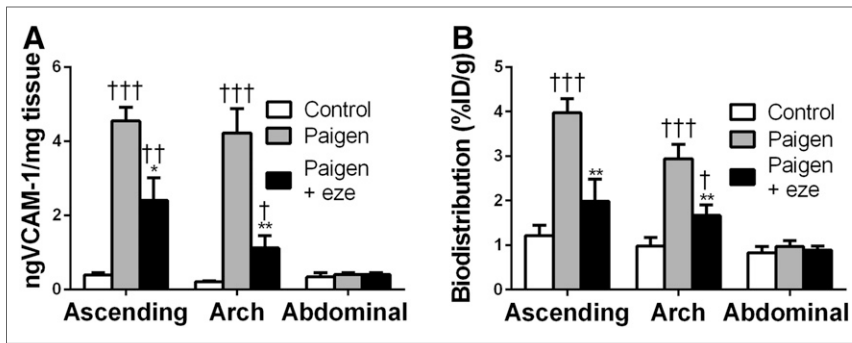 A
ngVCAM-1/mg tissue
6
4
2
0
†††
††
*
†††
†
**
Control
Paigen
Paigen
+ eze
Ascending
Arch
Abdominal
B
Biodistribution (%ID/g)
5
4
3
2
1
0
†††
**
†††
†
**
Control
Paigen
Paigen
+ eze
Ascending
Arch
Abdominal